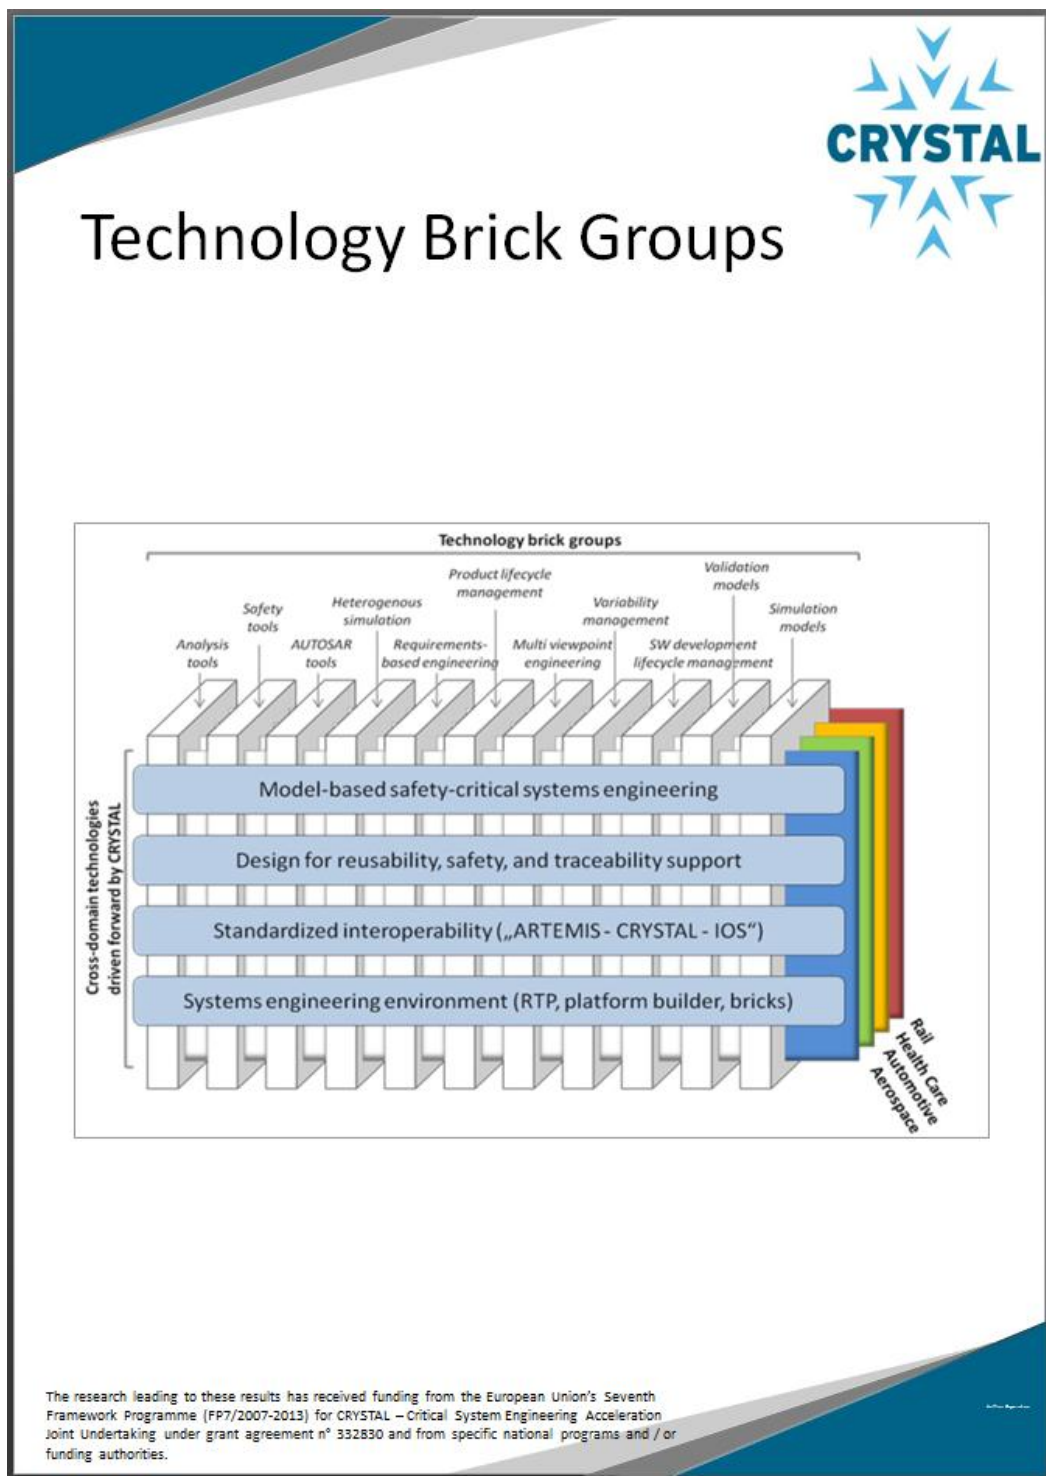 CRYSTAL
Technology Brick Groups
Technology brick groups
Product lifecycle
management
Validation
models
Safety
tools
Heterogenous
simulation
Variability
management
Simulation
models
Analysis
tools
AUTOSAR
tools
Requirements-
based engineering
Multi viewpoint
engineering
SW development
lifecycle management
Cross-domain technologies
driven forward by CRYSTAL
Model-based safety-critical systems engineering
Design for reusability, safety, and traceability support
Standardized interoperability („ARTEMIS - CRYSTAL - IOS“)
Systems engineering environment (RTP, platform builder, bricks)
Rail
Health Care
Automotive
Aerospace
The research leading to these results has received funding from the European Union’s Seventh
Framework Programme (FP7/2007-2013) for CRYSTAL – Critical System Engineering Acceleration
Joint Undertaking under grant agreement n° 332830 and from specific national programs and / or
funding authorities.